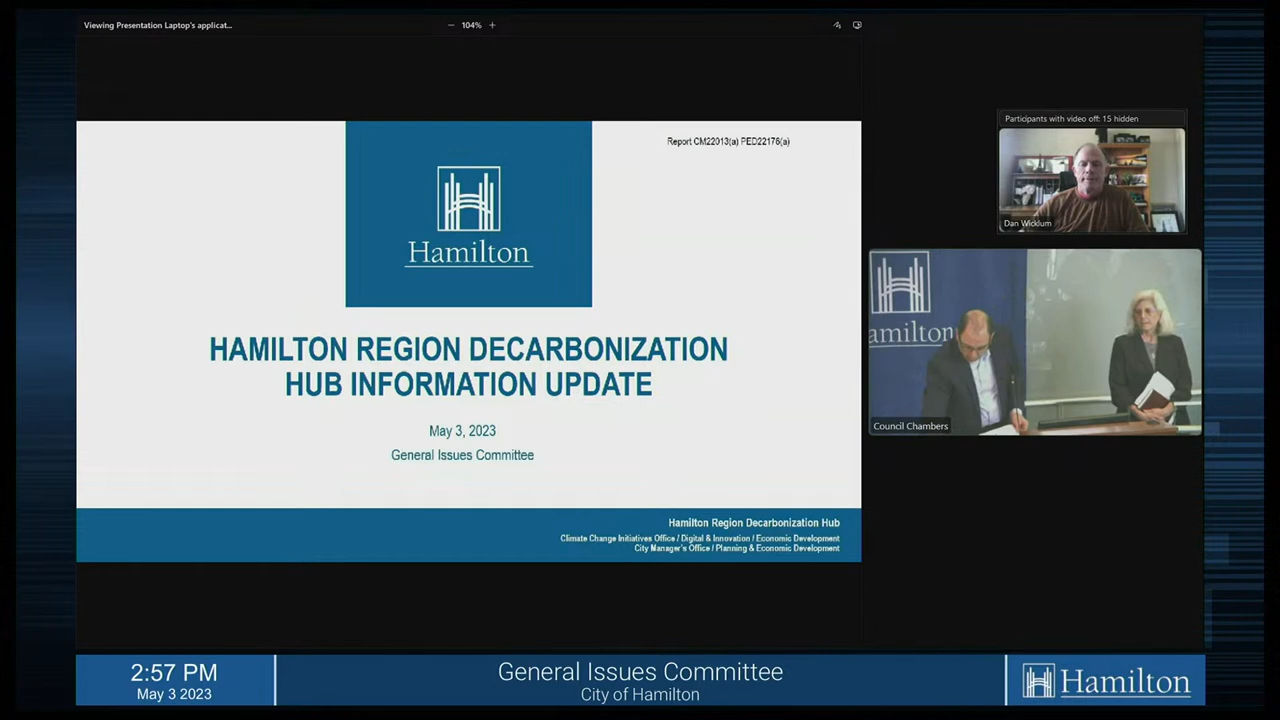 Viewing Presentation Laptop's applicat...
104%
Participants with video off: 15 hidden
Dan Wicklum
Report CM22013(a) PED22176(a)
Hamilton
HAMILTON REGION DECARBONIZATION
HUB INFORMATION UPDATE
May 3, 2023
General Issues Committee
Hamilton Region Decarbonization Hub
Climate Change Initiatives Office / Digital & Innovation / Economic Development
City Manager's Office / Planning & Economic Development
amilton
Council Chambers
2:57 PM
May 3 2023
General Issues Committee
City of Hamilton
Hamilton